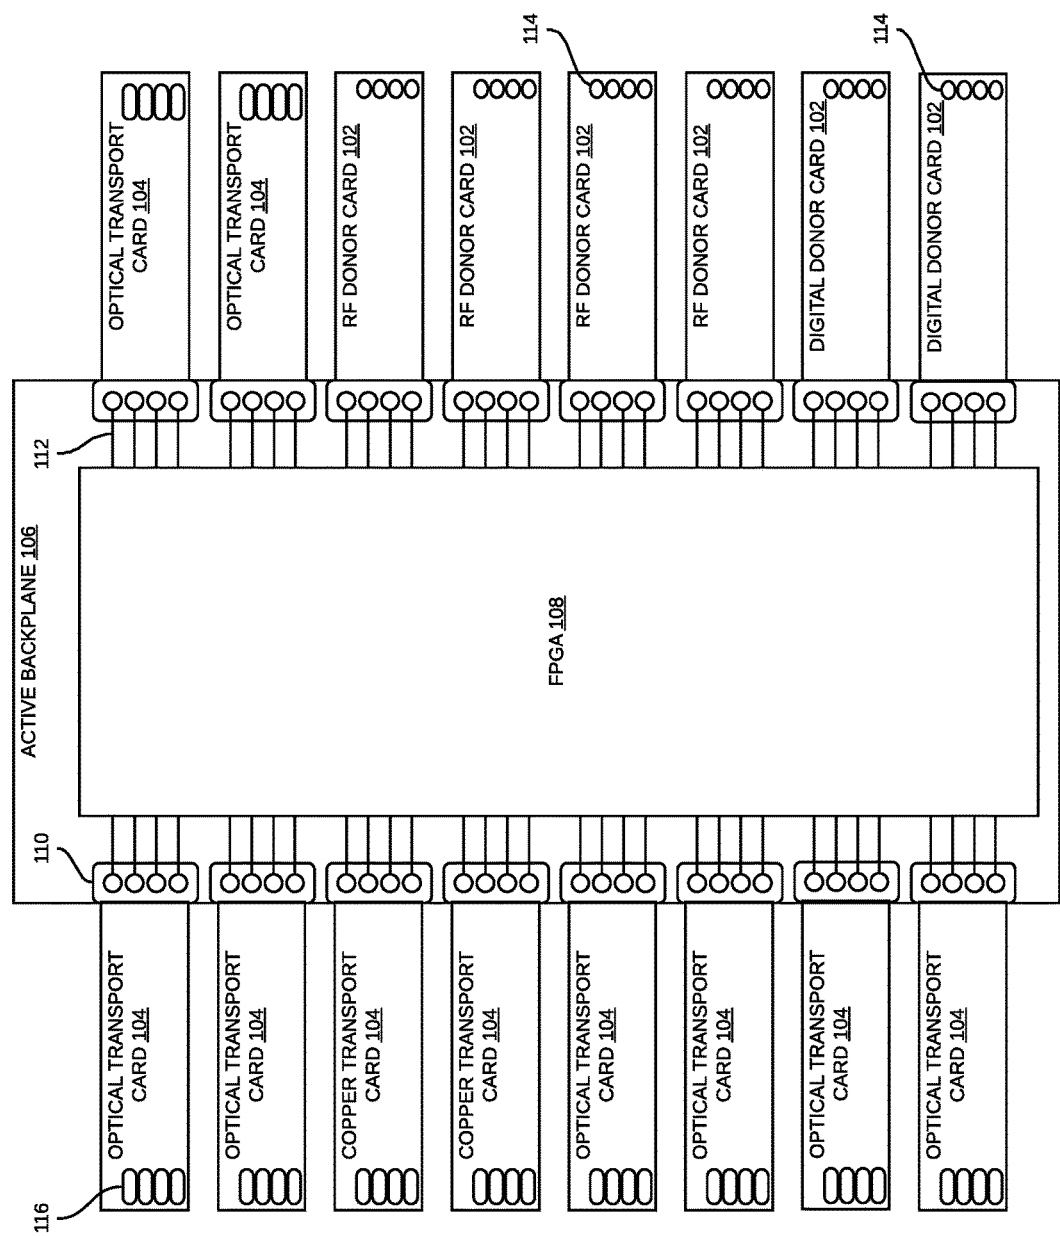 ACTIVE BACKPLANE 106
116
110
112
OPTICAL TRANSPORT
CARD 104
OPTICAL TRANSPORT
CARD 104
OPTICAL TRANSPORT
CARD 104
OPTICAL TRANSPORT
CARD 104
COPPER TRANSPORT
CARD 104
RF DONOR CARD 102
COPPER TRANSPORT
CARD 104
RF DONOR CARD 102
114
FPGA 108
OPTICAL TRANSPORT
CARD 104
RF DONOR CARD 102
OPTICAL TRANSPORT
CARD 104
RF DONOR CARD 102
OPTICAL TRANSPORT
CARD 104
DIGITAL DONOR CARD 102
114
OPTICAL TRANSPORT
CARD 104
DIGITAL DONOR CARD 102